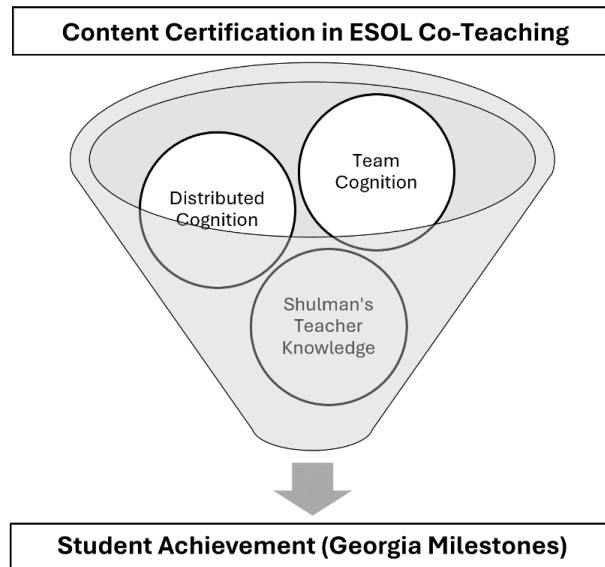 Content Certification in ESOL Co-Teaching
Team
Cognition
Distributed
Cognition
Shulman's
Teacher
Knowledge
Student Achievement (Georgia Milestones)